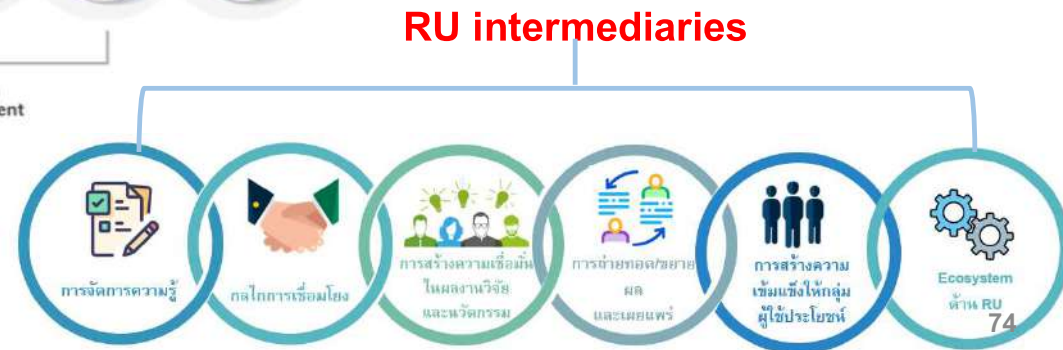 RU intermediaries
ent
การจัดการความรู้
กลไกการเชื่อมโยง
การสร้างความเชื่อมั่น
ในผลงานวิจัย
และนวัตกรรม
การถ่ายทอด/ขยาย
ผล
และเผยแพร่
การสร้างความ
เข้มแข็งให้กลุ่ม
ผู้ใช้ประโยชน์
Ecosystem
ด้าน RU
74